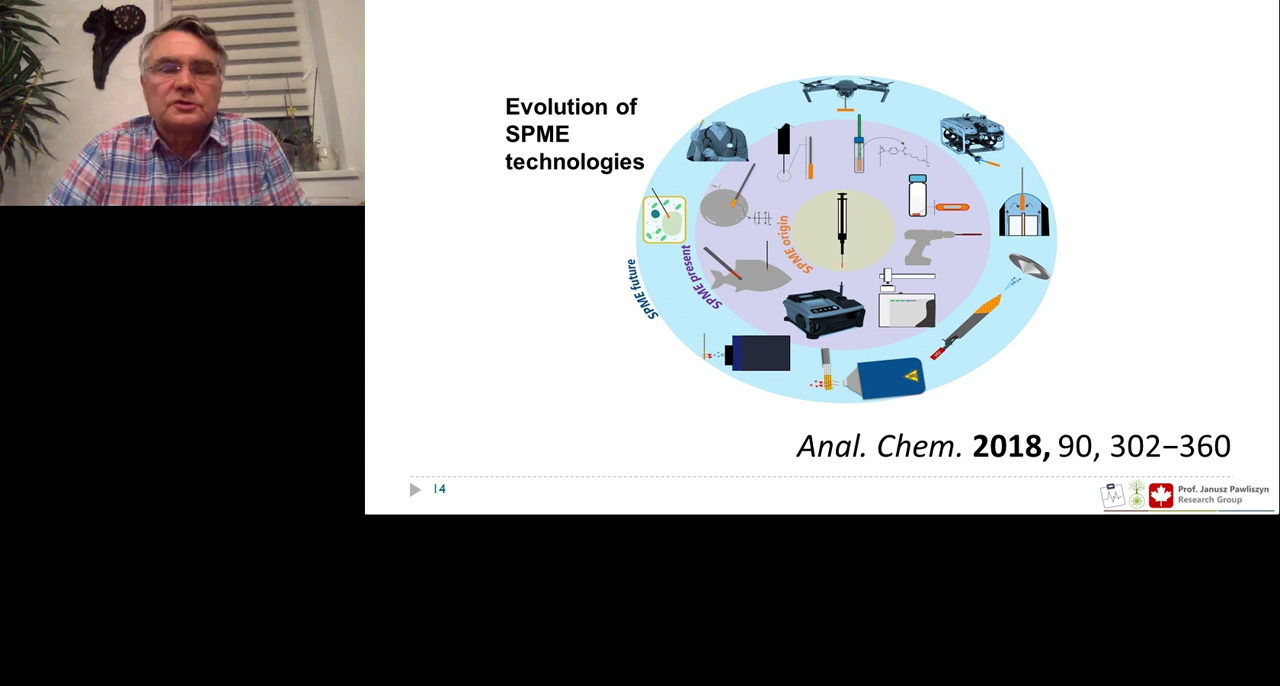 Evolution of
SPME
technologies
SPME origin
SPME present
SPME future
Anal. Chem. 2018, 90, 302–360
14
Prof. Janusz Pawliszyn
Research Group